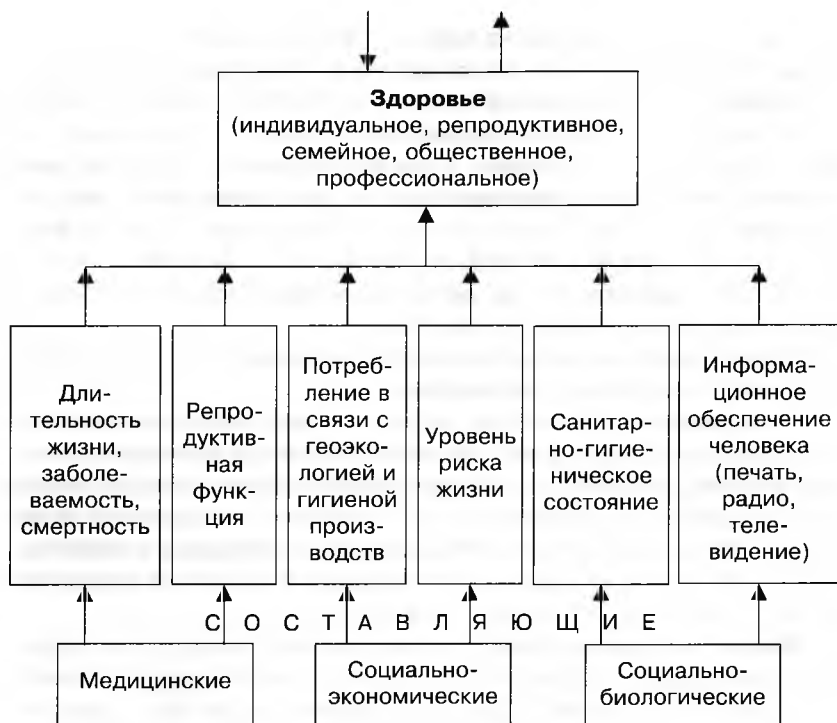 Здоровье
(индивидуальное, репродуктивное,
семейное, общественное,
профессиональное)
Дли-
тельность
жизни,
заболе-
ваемость,
смертность
Репро-
дуктив-
ная
функ-
ция
Потреб-
ление в
связи с
геоэко-
логией и
гигиеной
произ-
водств
Уровень
риска
жизни
Санитар-
но-гигие-
ническое
состояние
Информа-
ционное
обеспечение
человека
(печать,
радио,
теле-
видение)
С О С Т А В Л Я Ю Щ И Е
Медицинские
Социально-
экономические
Социально-
биологические